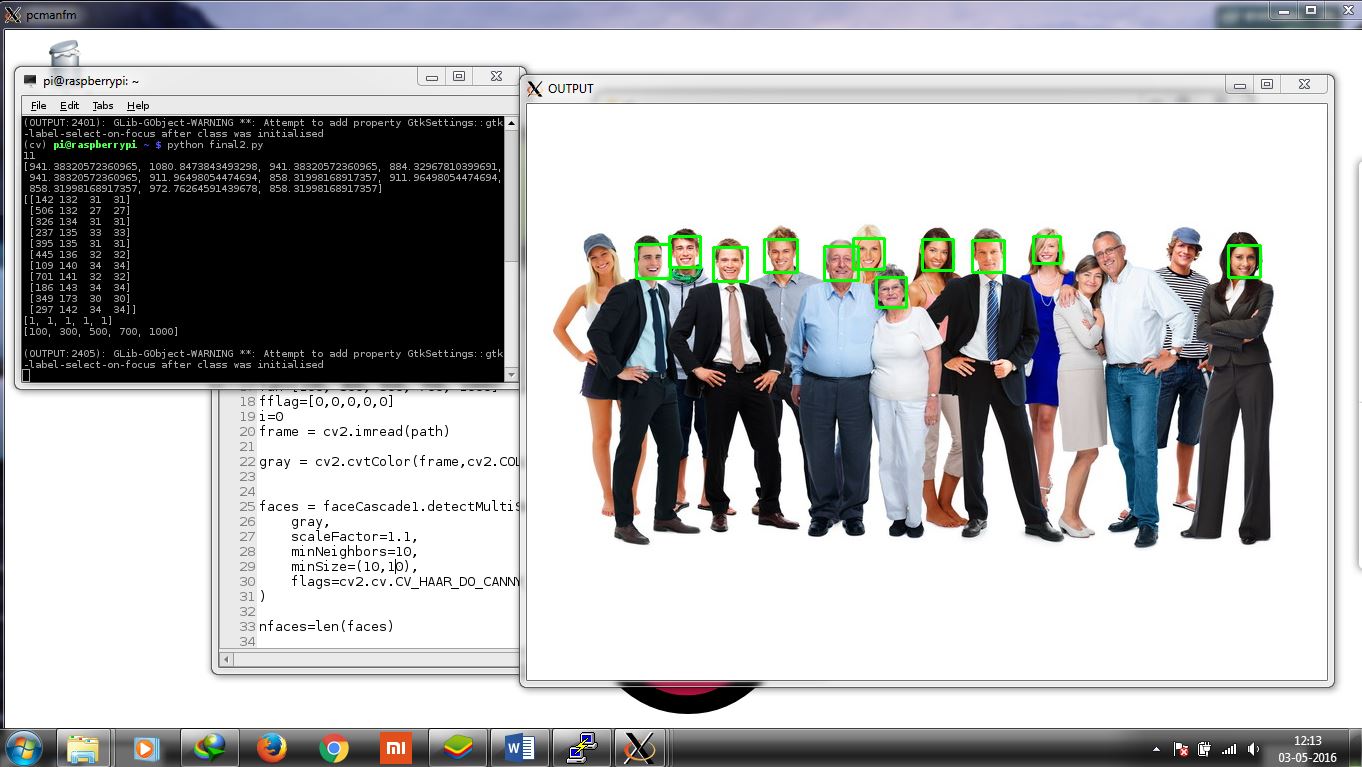 pcmanfm
pi@raspberrypi: ~
File Edit Tabs Help
(OUTPUT:2401): GLib-GObject-WARNING **: Attempt to add property GtkSettings::gtk
-label-select-on-focus after class was initialised
(cv) pi@raspberrypi ~ $ python final2.py
11
[941.38320572360965, 1080.8473843493298, 941.38320572360965, 884.32967810399691,
941.38320572360965, 911.96498054474694, 858.31998168917357, 911.96498054474694,
858.31998168917357, 972.76264591439678, 858.31998168917357]
[[142 132 31 31]
[506 132 27 27]
[326 134 31 31]
[237 135 33 33]
[395 135 31 31]
[445 136 32 32]
[109 140 34 34]
[701 141 32 32]
[186 143 34 34]
[349 173 30 30]
[297 142 34 34]]
[1, 1, 1, 1, 1]
[100, 300, 500, 700, 1000]
(OUTPUT:2405): GLib-GObject-WARNING **: Attempt to add property GtkSettings::gtk
-label-select-on-focus after class was initialised
OUTPUT
18 fflag=[0,0,0,0,0]
19 i=0
20 frame = cv2.imread(path)
21
22 gray = cv2.cvtColor(frame,cv2.COL
23
24
25 faces = faceCascade1.detectMultiS
26 gray,
27 scaleFactor=1.1,
28 minNeighbors=10,
29 minSize=(10,10),
30 flags=cv2.cv.CV_HAAR_DO_CANNY
31 )
32
33 nfaces=len(faces)
34
mi
W
12:13
03-05-2016